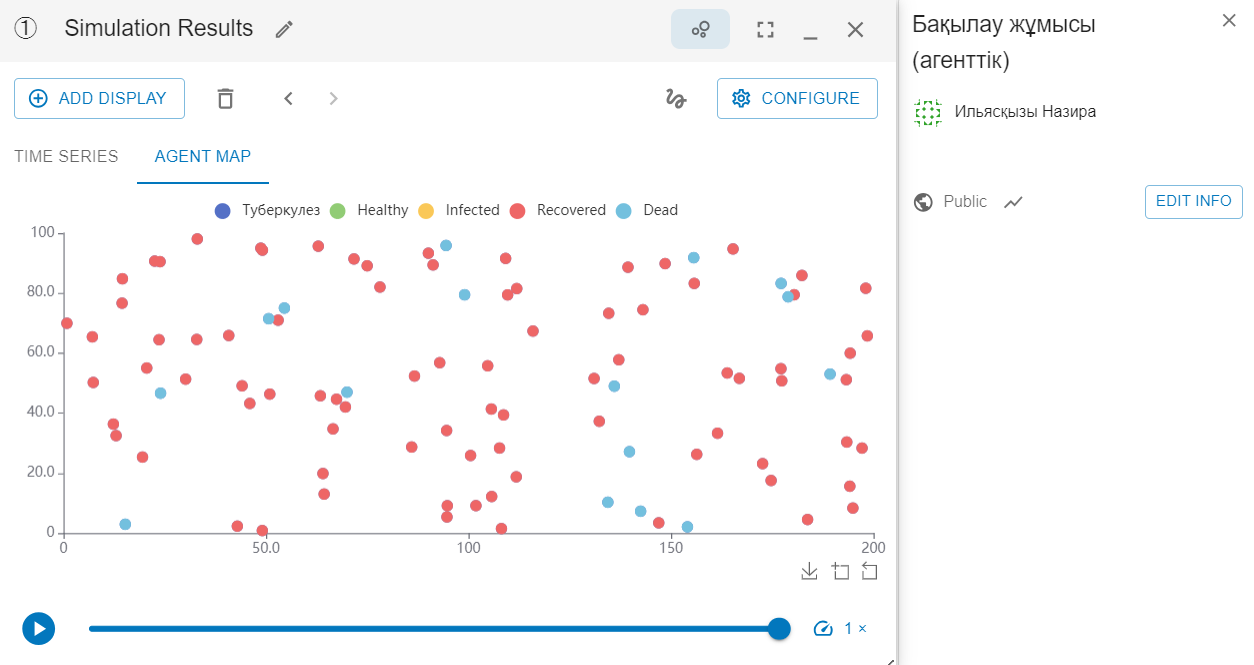 ① Simulation Results
ADD DISPLAY
CONFIGURE
TIME SERIES AGENT MAP
Туберкулез Healthy Infected Recovered Dead
100
80.0
60.0
40.0
20.0
0
0 50.0 100 150 200
1 ×
Бақылау жұмысы
(агенттік)
Ильясқызы Назира
Public EDIT INFO